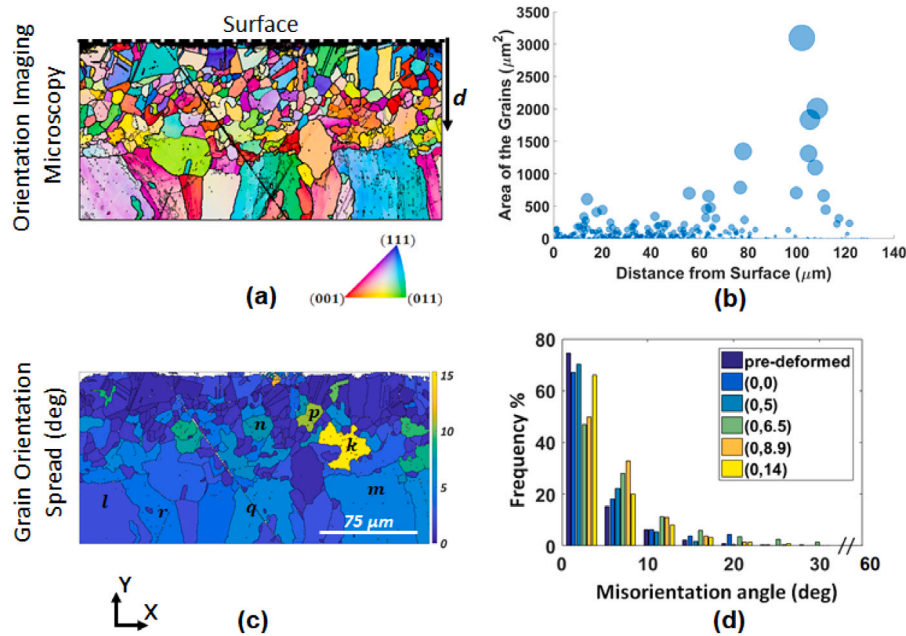 Surface
Orientation Imaging
Microscopy
d
(111)
(001)
(011)
(a)
Area of the Grains (μm²)
3500
3000
2500
2000
1500
1000
500
0
0 20 40 60 80 100 120 140
Distance from Surface (μm)
(b)
Grain Orientation
Spread (deg)
15
10
5
0
p
n
k
l
r
q
m
75 μm
Y
X
(c)
Frequency %
80
60
40
20
0
pre-deformed
(0,0)
(0,5)
(0,6.5)
(0,8.9)
(0,14)
0 10 20 30 60
Misorientation angle (deg)
(d)